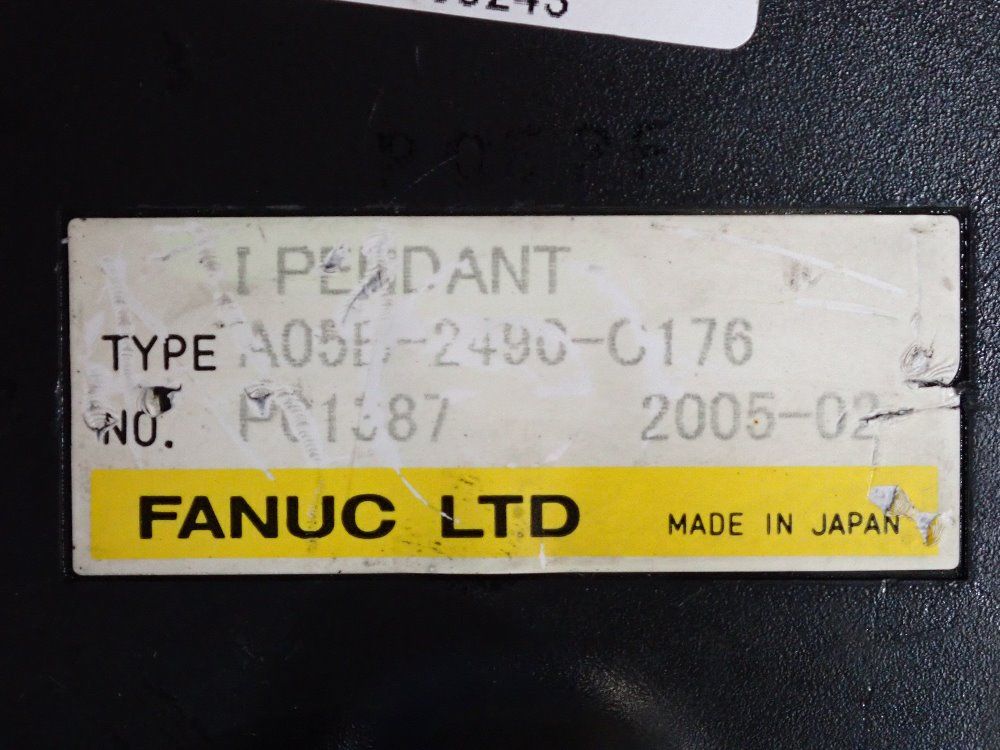 I PENDANT
TYPE A05B-2490-C176
NO. 2005-02
FANUC LTD MADE IN JAPAN